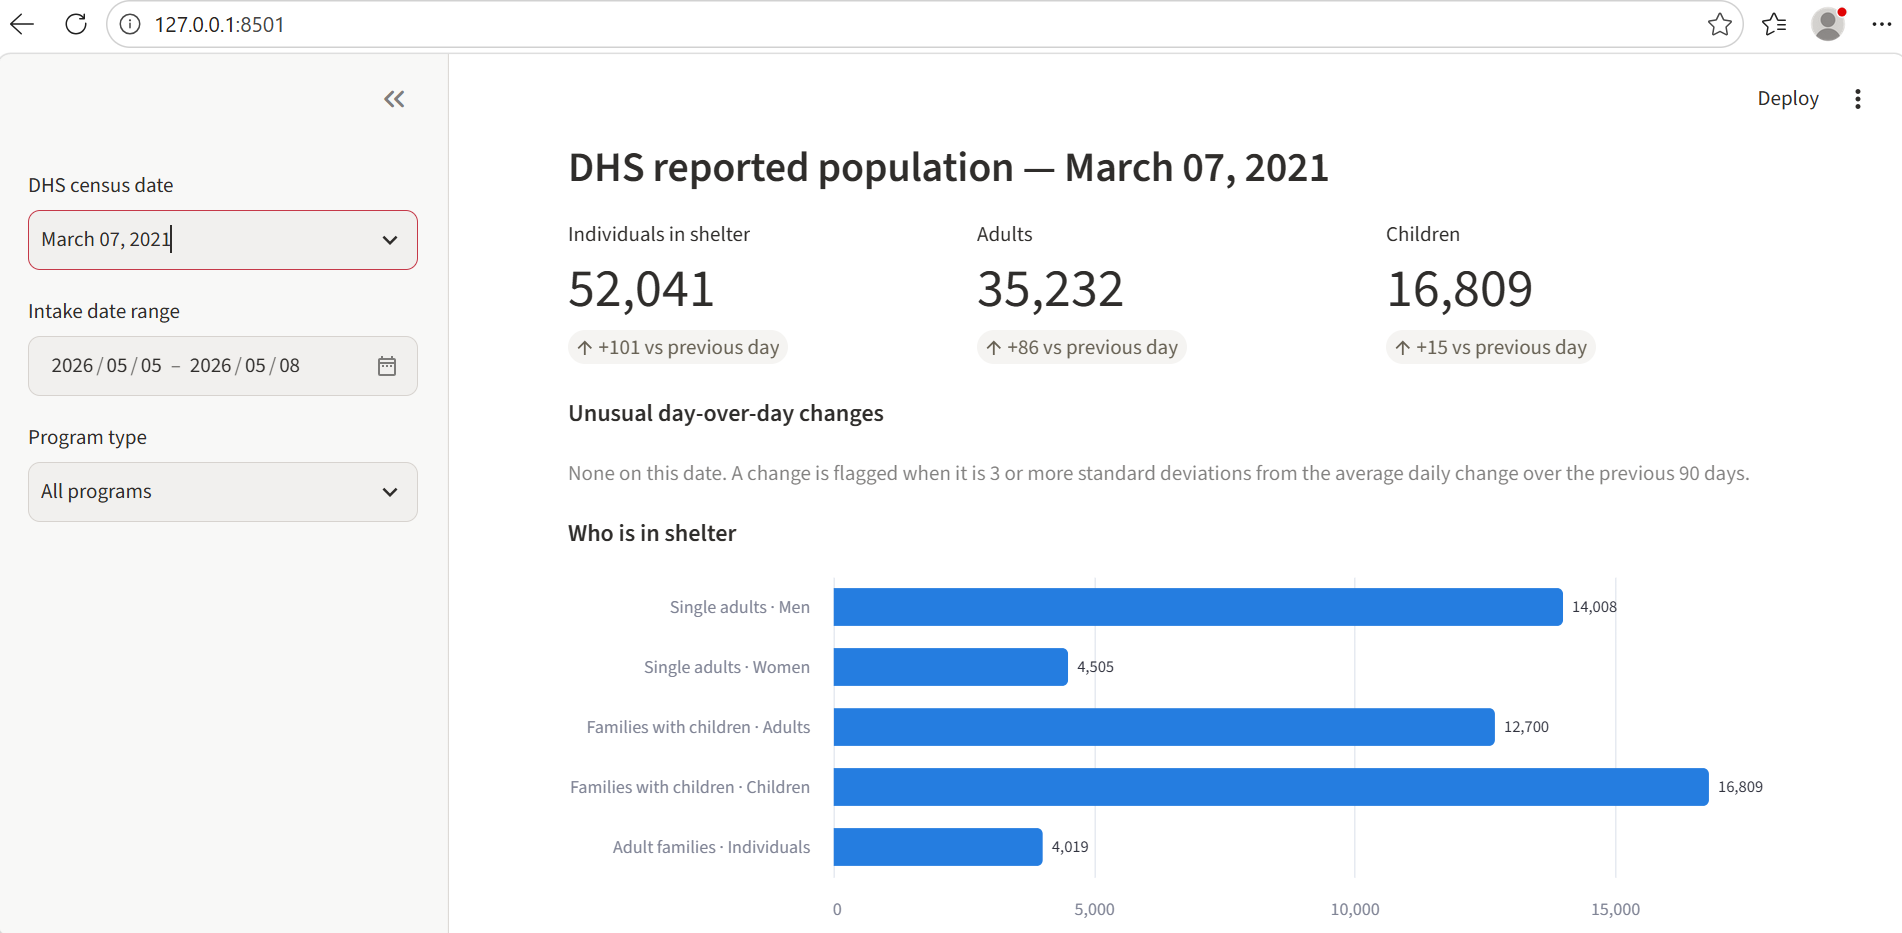 127.0.0.1:8501
Deploy
DHS census date
March 07, 2021
Intake date range
2026/05/05 – 2026/05/08
Program type
All programs
DHS reported population — March 07, 2021
Individuals in shelter
52,041
↑ +101 vs previous day
Adults
35,232
↑ +86 vs previous day
Children
16,809
↑ +15 vs previous day
Unusual day-over-day changes
None on this date. A change is flagged when it is 3 or more standard deviations from the average daily change over the previous 90 days.
Who is in shelter
Single adults · Men 14,008
Single adults · Women 4,505
Families with children · Adults 12,700
Families with children · Children 16,809
Adult families · Individuals 4,019
0 5,000 10,000 15,000